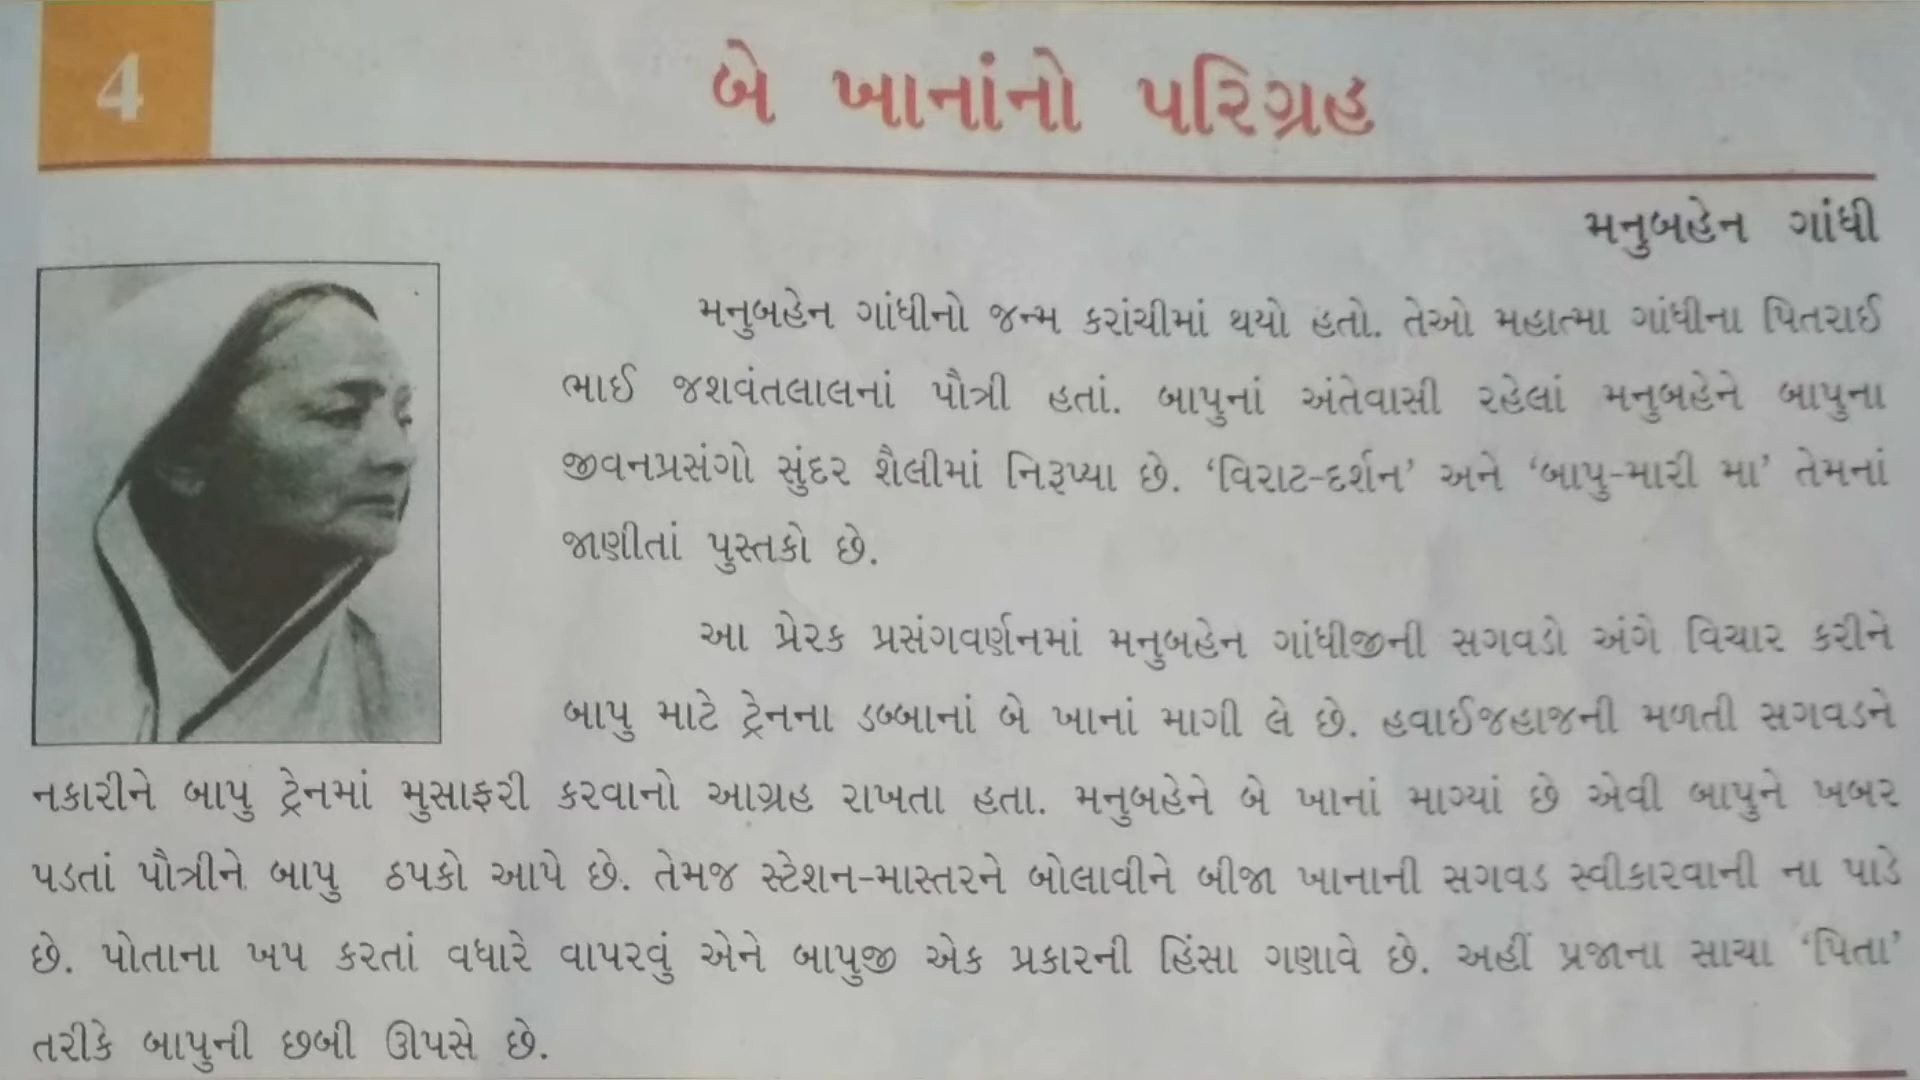 4
બે ખાનાંનો પરિગ્રહ
મનુબહેન ગાંધી
મનુબહેન ગાંધીનો જન્મ કરાંચીમાં થયો હતો. તેઓ મહાત્મા ગાંધીના પિતરાઈ
ભાઈ જશવંતલાલનાં પૌત્રી હતાં. બાપુનાં અંતેવાસી રહેલાં મનુબહેને બાપુના
જીવનપ્રસંગો સુંદર શૈલીમાં નિરૂપ્યા છે. ‘વિરાટ-દર્શન’ અને ‘બાપુ-મારી મા’ તેમનાં
જાણીતાં પુસ્તકો છે.
આ પ્રેરક પ્રસંગવર્ણનમાં મનુબહેન ગાંધીજીની સગવડો અંગે વિચાર કરીને
બાપુ માટે ટ્રેનના ડબ્બાનાં બે ખાનાં માગી લે છે. હવાઈજહાજની મળતી સગવડને
નકારીને બાપુ ટ્રેનમાં મુસાફરી કરવાનો આગ્રહ રાખતા હતા. મનુબહેને બે ખાનાં માગ્યાં છે એવી બાપુને ખબર
પડતાં પૌત્રીને બાપુ ઠપકો આપે છે. તેમજ સ્ટેશન-માસ્તરને બોલાવીને બીજા ખાનાની સગવડ સ્વીકારવાની ના પાડે
છે. પોતાના ખપ કરતાં વધારે વાપરવું એને બાપુજી એક પ્રકારની હિંસા ગણાવે છે. અહીં પ્રજાના સાચા ‘પિતા’
તરીકે બાપુની છબી ઊપસે છે.